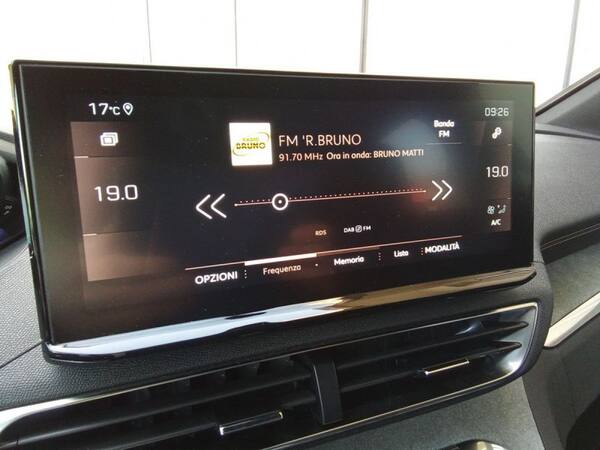 17°C
09:26
RADIO
BRUNO
FM 'R.BRUNO
91.70 MHz Ora in onda: BRUNO MATTI
Banda
FM
19.0
19.0
RDS
DAB FM
A/C
OPZIONI
Frequenza
Memoria
Lista
MODALITÀ